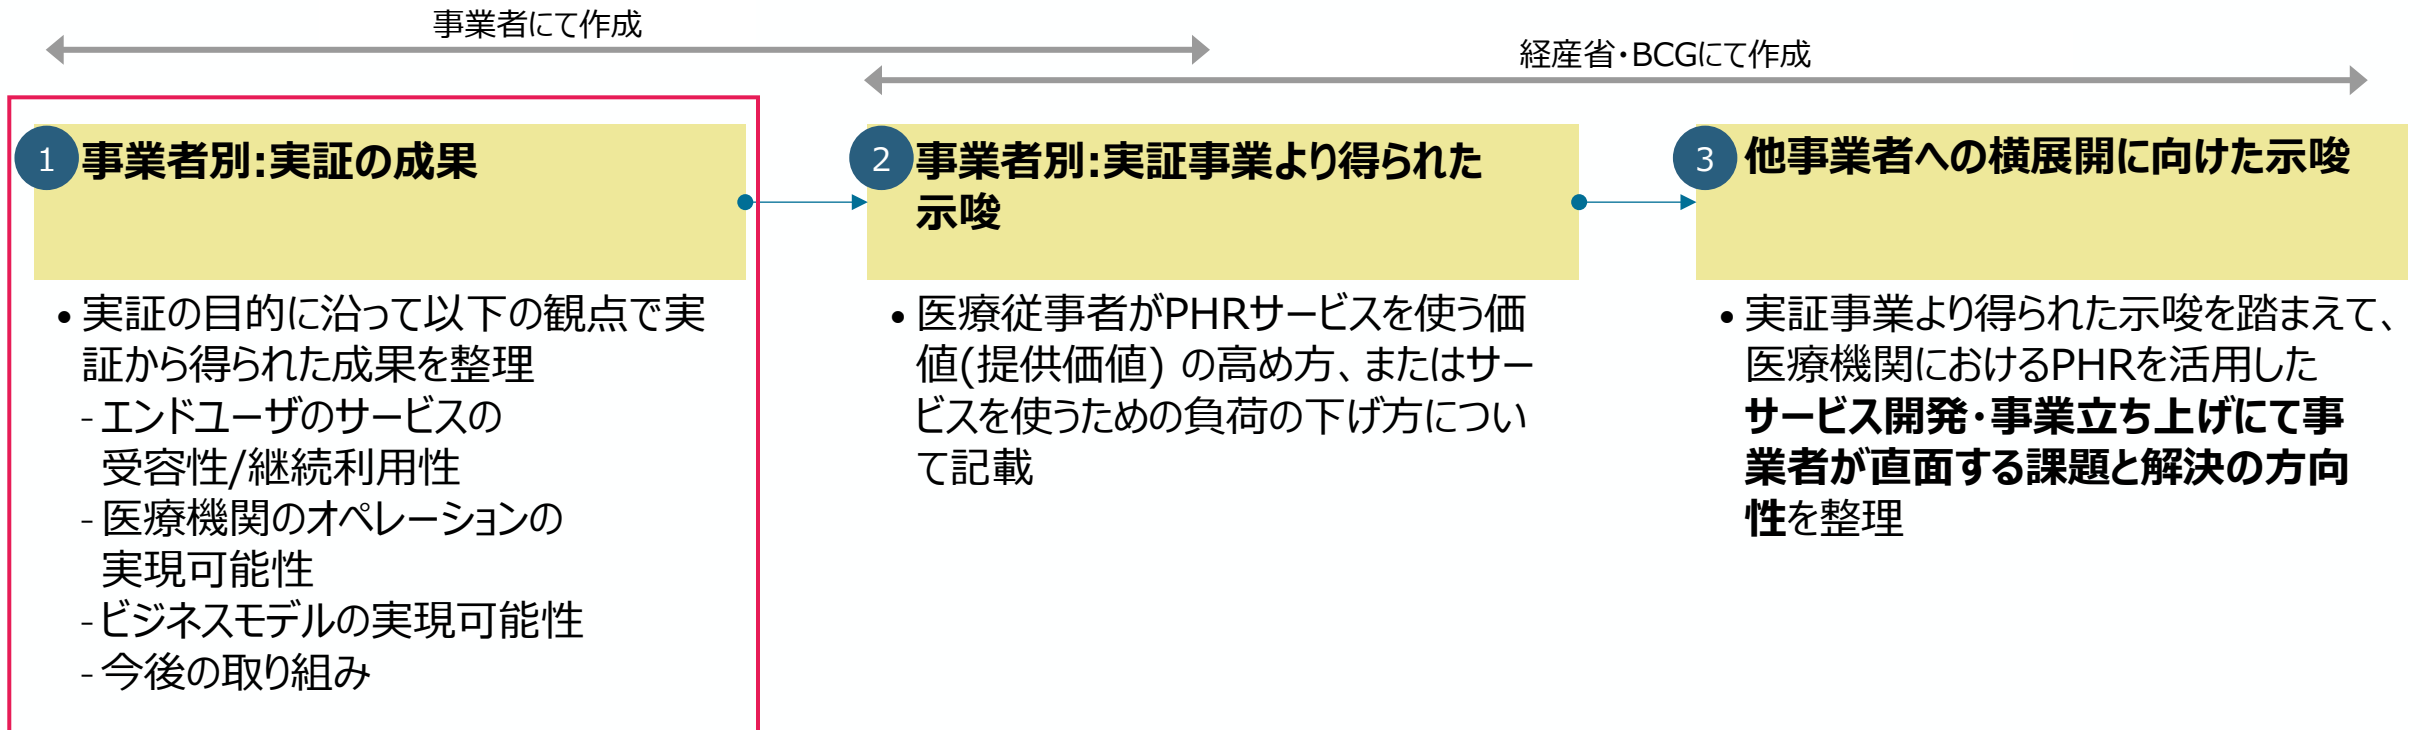 事業者にて作成
経産省・BCGにて作成
1 事業者別:実証の成果
• 実証の目的に沿って以下の観点で実
証から得られた成果を整理
- エンドユーザのサービスの
受容性/継続利用性
- 医療機関のオペレーションの
実現可能性
- ビジネスモデルの実現可能性
- 今後の取り組み
2 事業者別:実証事業より得られた
示唆
• 医療従事者がPHRサービスを使う価
値(提供価値) の高め方、またはサー
ビスを使うための負荷の下げ方につい
て記載
3 他事業者への横展開に向けた示唆
• 実証事業より得られた示唆を踏まえて、
医療機関におけるPHRを活用した
サービス開発・事業立ち上げにて事
業者が直面する課題と解決の方向
性を整理